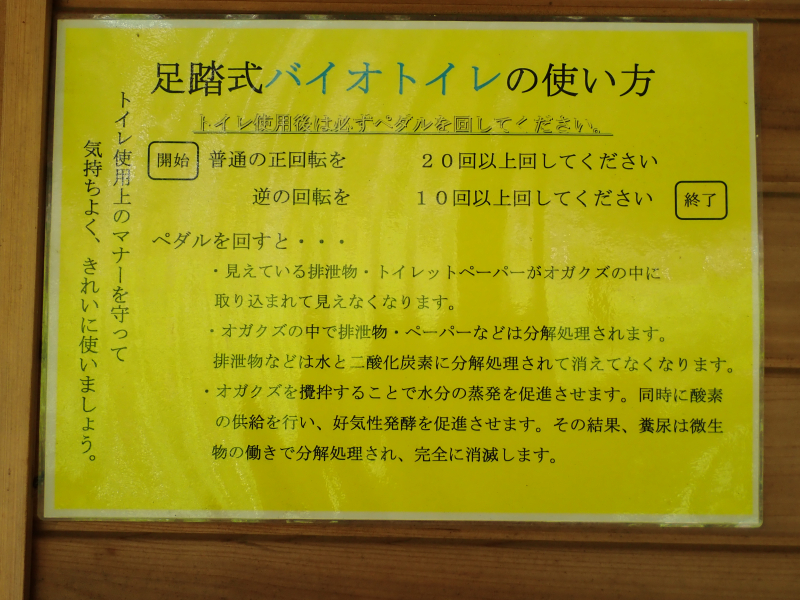 足踏式バイオトイレの使い方
トイレ使用後は必ずペダルを回してください。
開始 普通の正回転を ２０回以上回してください
逆の回転を １０回以上回してください 終了
ペダルを回すと・・・
・見えている排泄物・トイレットペーパーがオガクズの中に
取り込まれて見えなくなります。
・オガクズの中で排泄物・ペーパーなどは分解処理されます。
排泄物などは水と二酸化炭素に分解処理されて消えてなくなります。
・オガクズを攪拌することで水分の蒸発を促進させます。同時に酸素
の供給を行い、好気性発酵を促進させます。その結果、糞尿は微生
物の働きで分解処理され、完全に消滅します。
トイレ使用上のマナーを守って
気持ちよく、きれいに使いましょう。